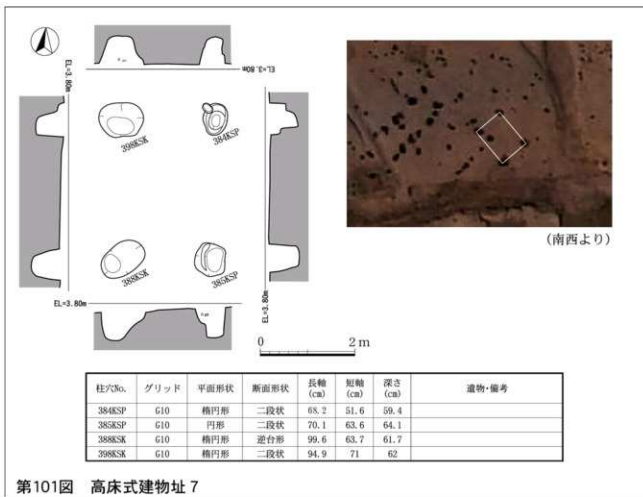 EL=3.80m
EL=3.80m
398KSK
384KSP
388KSK
385KSP
EL=3.80m
EL=3.80m
0 2m
(南西より)
柱穴No. グリッド 平面形状 断面形状 長軸(cm) 短軸(cm) 深さ(cm) 遺物・備考
384KSP G10 楕円形 二段状 68.2 51.6 59.4
385KSP G10 円形 二段状 70.1 63.6 64.1
388KSK G10 楕円形 逆台形 99.6 63.7 61.7
398KSK G10 楕円形 二段状 94.9 71 62
第101図 高床式建物址7